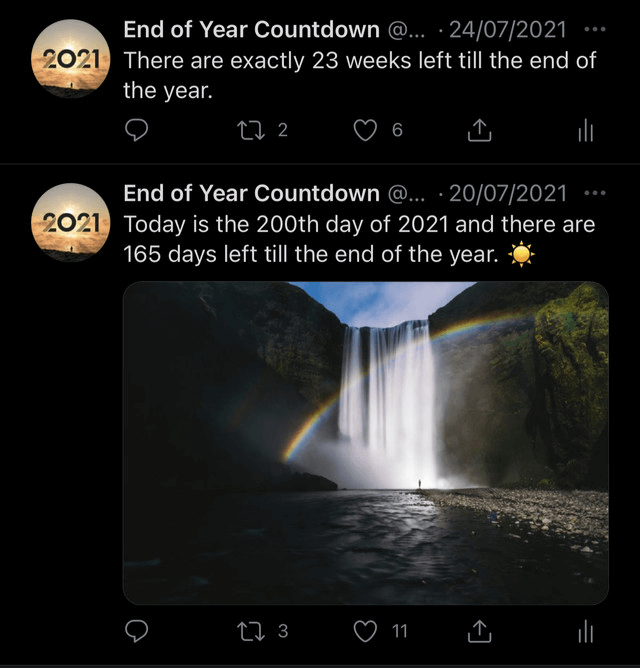 2021
End of Year Countdown @... · 24/07/2021
There are exactly 23 weeks left till the end of
the year.
2
6
2021
End of Year Countdown @... · 20/07/2021
Today is the 200th day of 2021 and there are
165 days left till the end of the year. ☀️
3
11